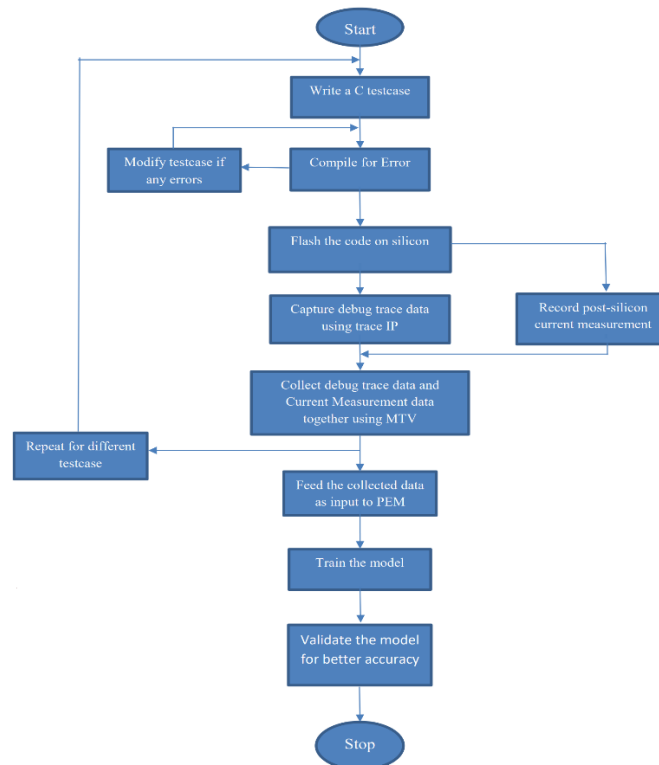 Start
Write a C testcase
Modify testcase if
any errors
Compile for Error
Flash the code on silicon
Capture debug trace data
using trace IP
Record post-silicon
current measurement
Collect debug trace data and
Current Measurement data
together using MTV
Repeat for different
testcase
Feed the collected data
as input to PEM
Train the model
Validate the model
for better accuracy
Stop